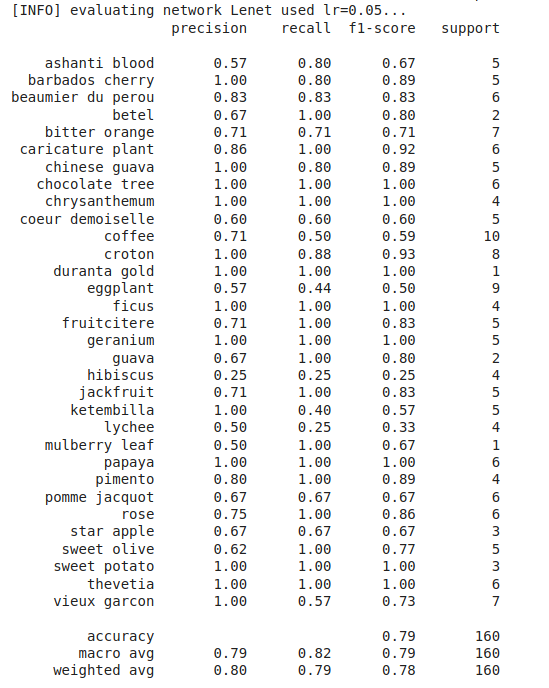 [INFO] evaluating network Lenet used lr=0.05...
precision recall f1-score support
ashanti blood 0.57 0.80 0.67 5
barbados cherry 1.00 0.80 0.89 5
beaumier du perou 0.83 0.83 0.83 6
betel 0.67 1.00 0.80 2
bitter orange 0.71 0.71 0.71 7
caricature plant 0.86 1.00 0.92 6
chinese guava 1.00 0.80 0.89 5
chocolate tree 1.00 1.00 1.00 6
chrysanthemum 1.00 1.00 1.00 4
coeur demoiselle 0.60 0.60 0.60 5
coffee 0.71 0.50 0.59 10
croton 1.00 0.88 0.93 8
duranta gold 1.00 1.00 1.00 1
eggplant 0.57 0.44 0.50 9
ficus 1.00 1.00 1.00 4
fruitcitere 0.71 1.00 0.83 5
geranium 1.00 1.00 1.00 5
guava 0.67 1.00 0.80 2
hibiscus 0.25 0.25 0.25 4
jackfruit 0.71 1.00 0.83 5
ketembilla 1.00 0.40 0.57 5
lychee 0.50 0.25 0.33 4
mulberry leaf 0.50 1.00 0.67 1
papaya 1.00 1.00 1.00 6
pimento 0.80 1.00 0.89 4
pomme jacquot 0.67 0.67 0.67 6
rose 0.75 1.00 0.86 6
star apple 0.67 0.67 0.67 3
sweet olive 0.62 1.00 0.77 5
sweet potato 1.00 1.00 1.00 3
thevetia 1.00 1.00 1.00 6
vieux garcon 1.00 0.57 0.73 7
accuracy 0.79 160
macro avg 0.79 0.82 0.79 160
weighted avg 0.80 0.79 0.78 160